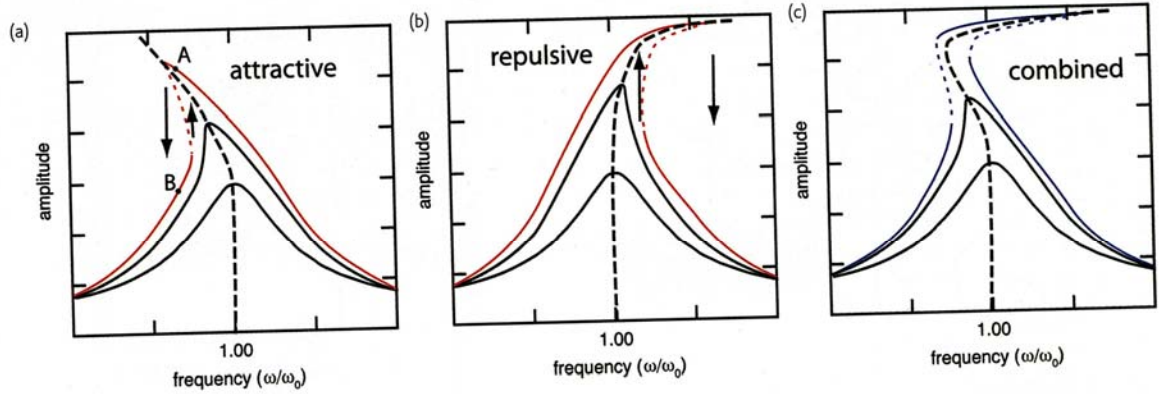 (a)
A
attractive
B
amplitude
1.00
frequency (ω/ω₀)
(b)
repulsive
amplitude
1.00
frequency (ω/ω₀)
(c)
combined
amplitude
1.00
frequency (ω/ω₀)